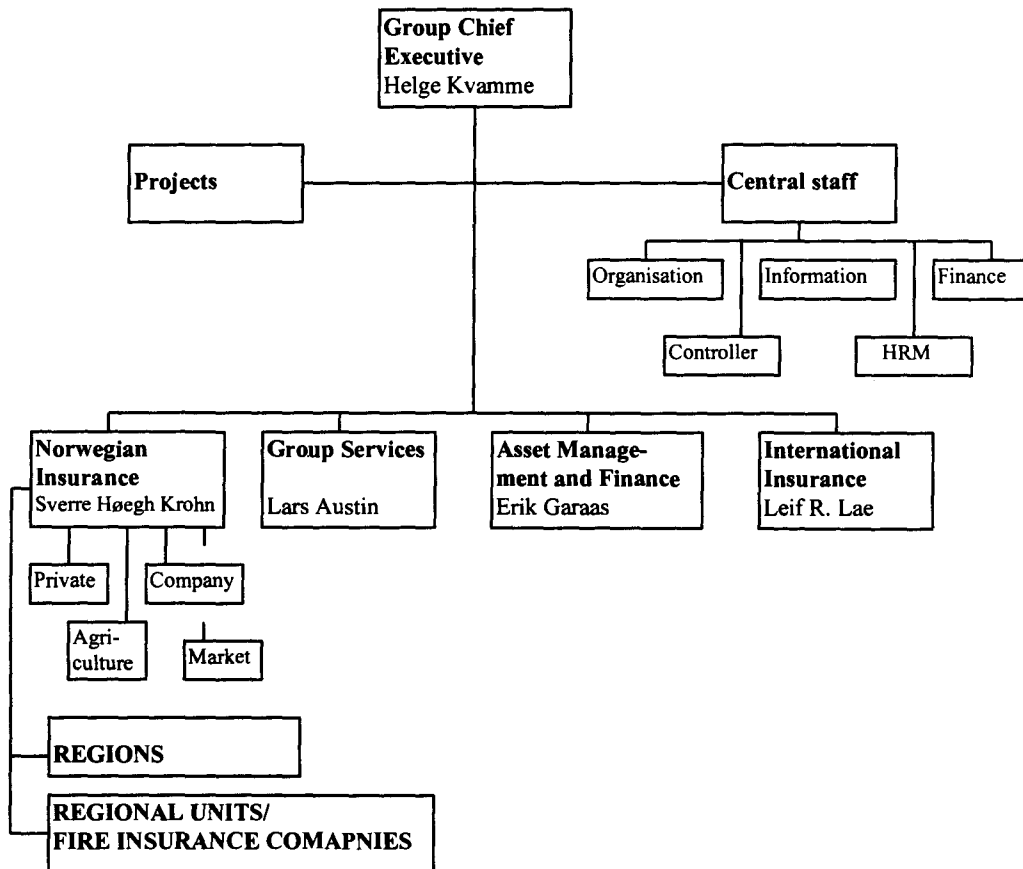 Group Chief
Executive
Helge Kvamme
Projects
Central staff
Organisation
Information
Finance
Controller
HRM
Norwegian
Insurance
Sverre Høegh Krohn
Group Services
Lars Austin
Asset Manage-
ment and Finance
Erik Garaas
International
Insurance
Leif R. Lae
Private
Company
Agri-
culture
Market
REGIONS
REGIONAL UNITS/
FIRE INSURANCE COMAPNIES